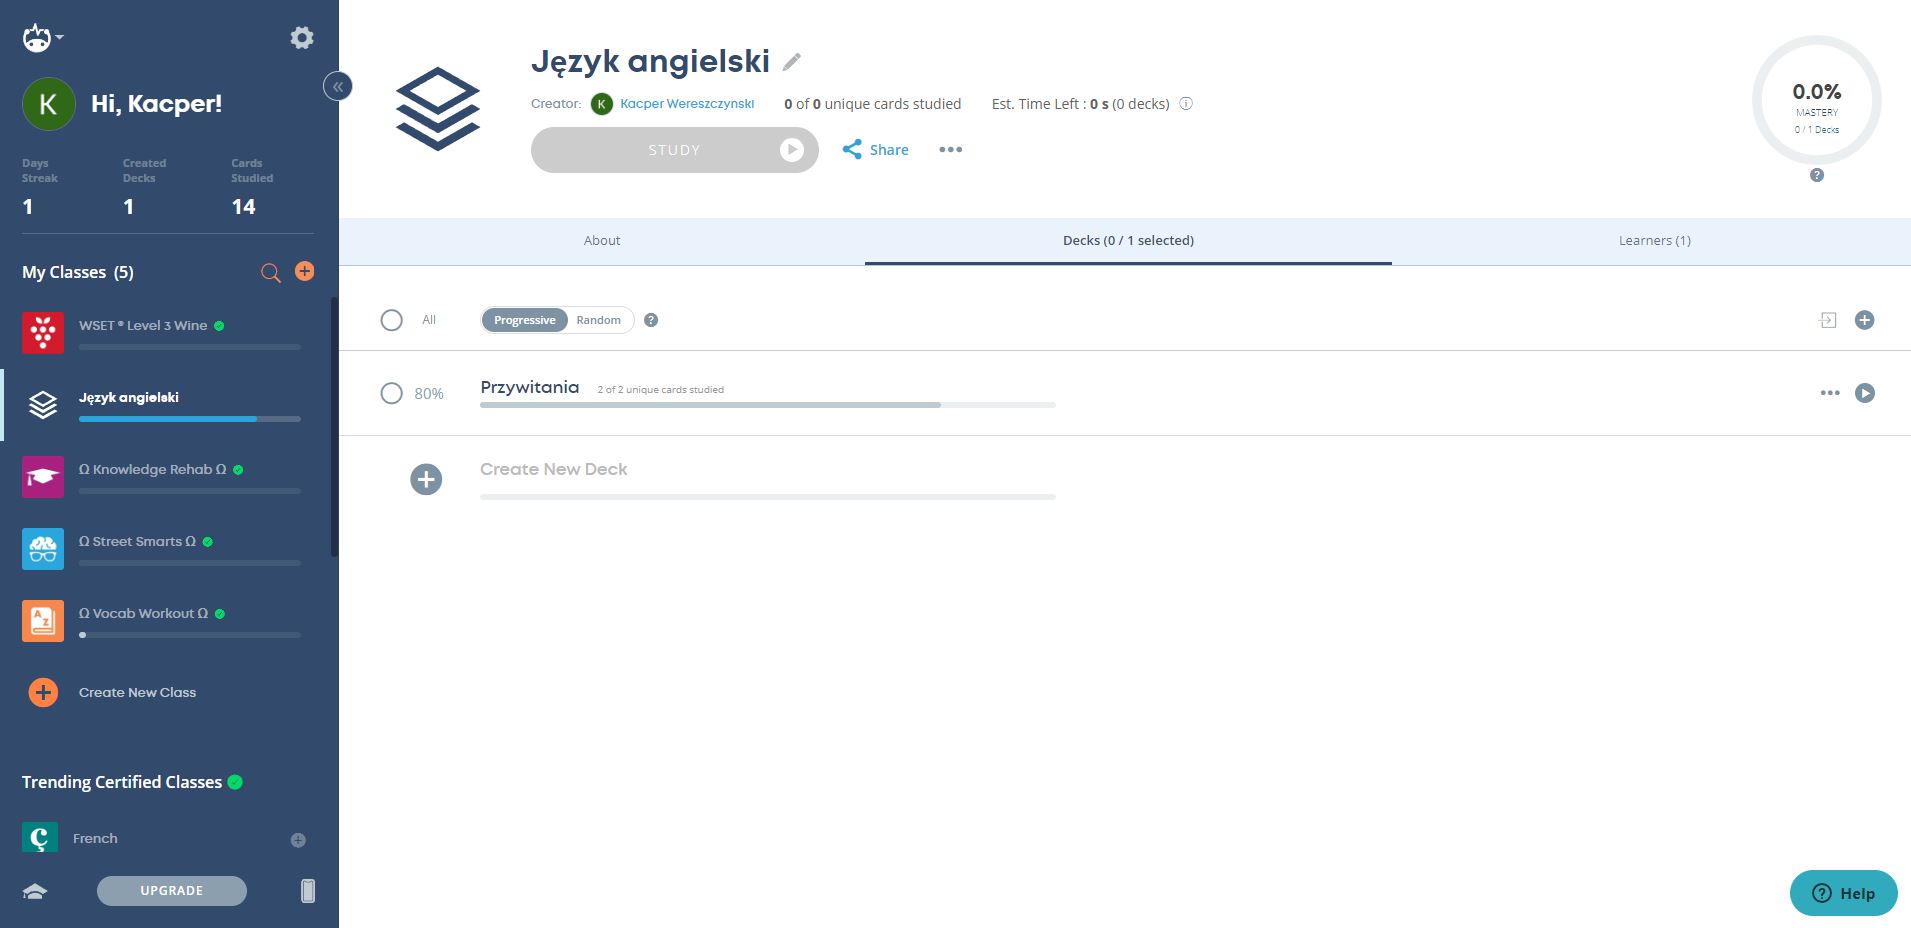 K
Hi, Kacper!
Days Streak
Created Decks
Cards Studied
1
1
14
My Classes (5)
WSET ® Level 3 Wine
Język angielski
Ω Knowledge Rehab Ω
Ω Street Smarts Ω
A Z
Ω Vocab Workout Ω
Create New Class
Trending Certified Classes
ç
French
UPGRADE
«
Język angielski
Creator: K Kacper Wereszczynski
0 of 0 unique cards studied
Est. Time Left : 0 s (0 decks)
STUDY
Share
0.0%
MASTERY
0 / 1 Decks
?
About
Decks (0 / 1 selected)
Learners (1)
All
Progressive
Random
?
80%
Przywitania
2 of 2 unique cards studied
Create New Deck
? Help